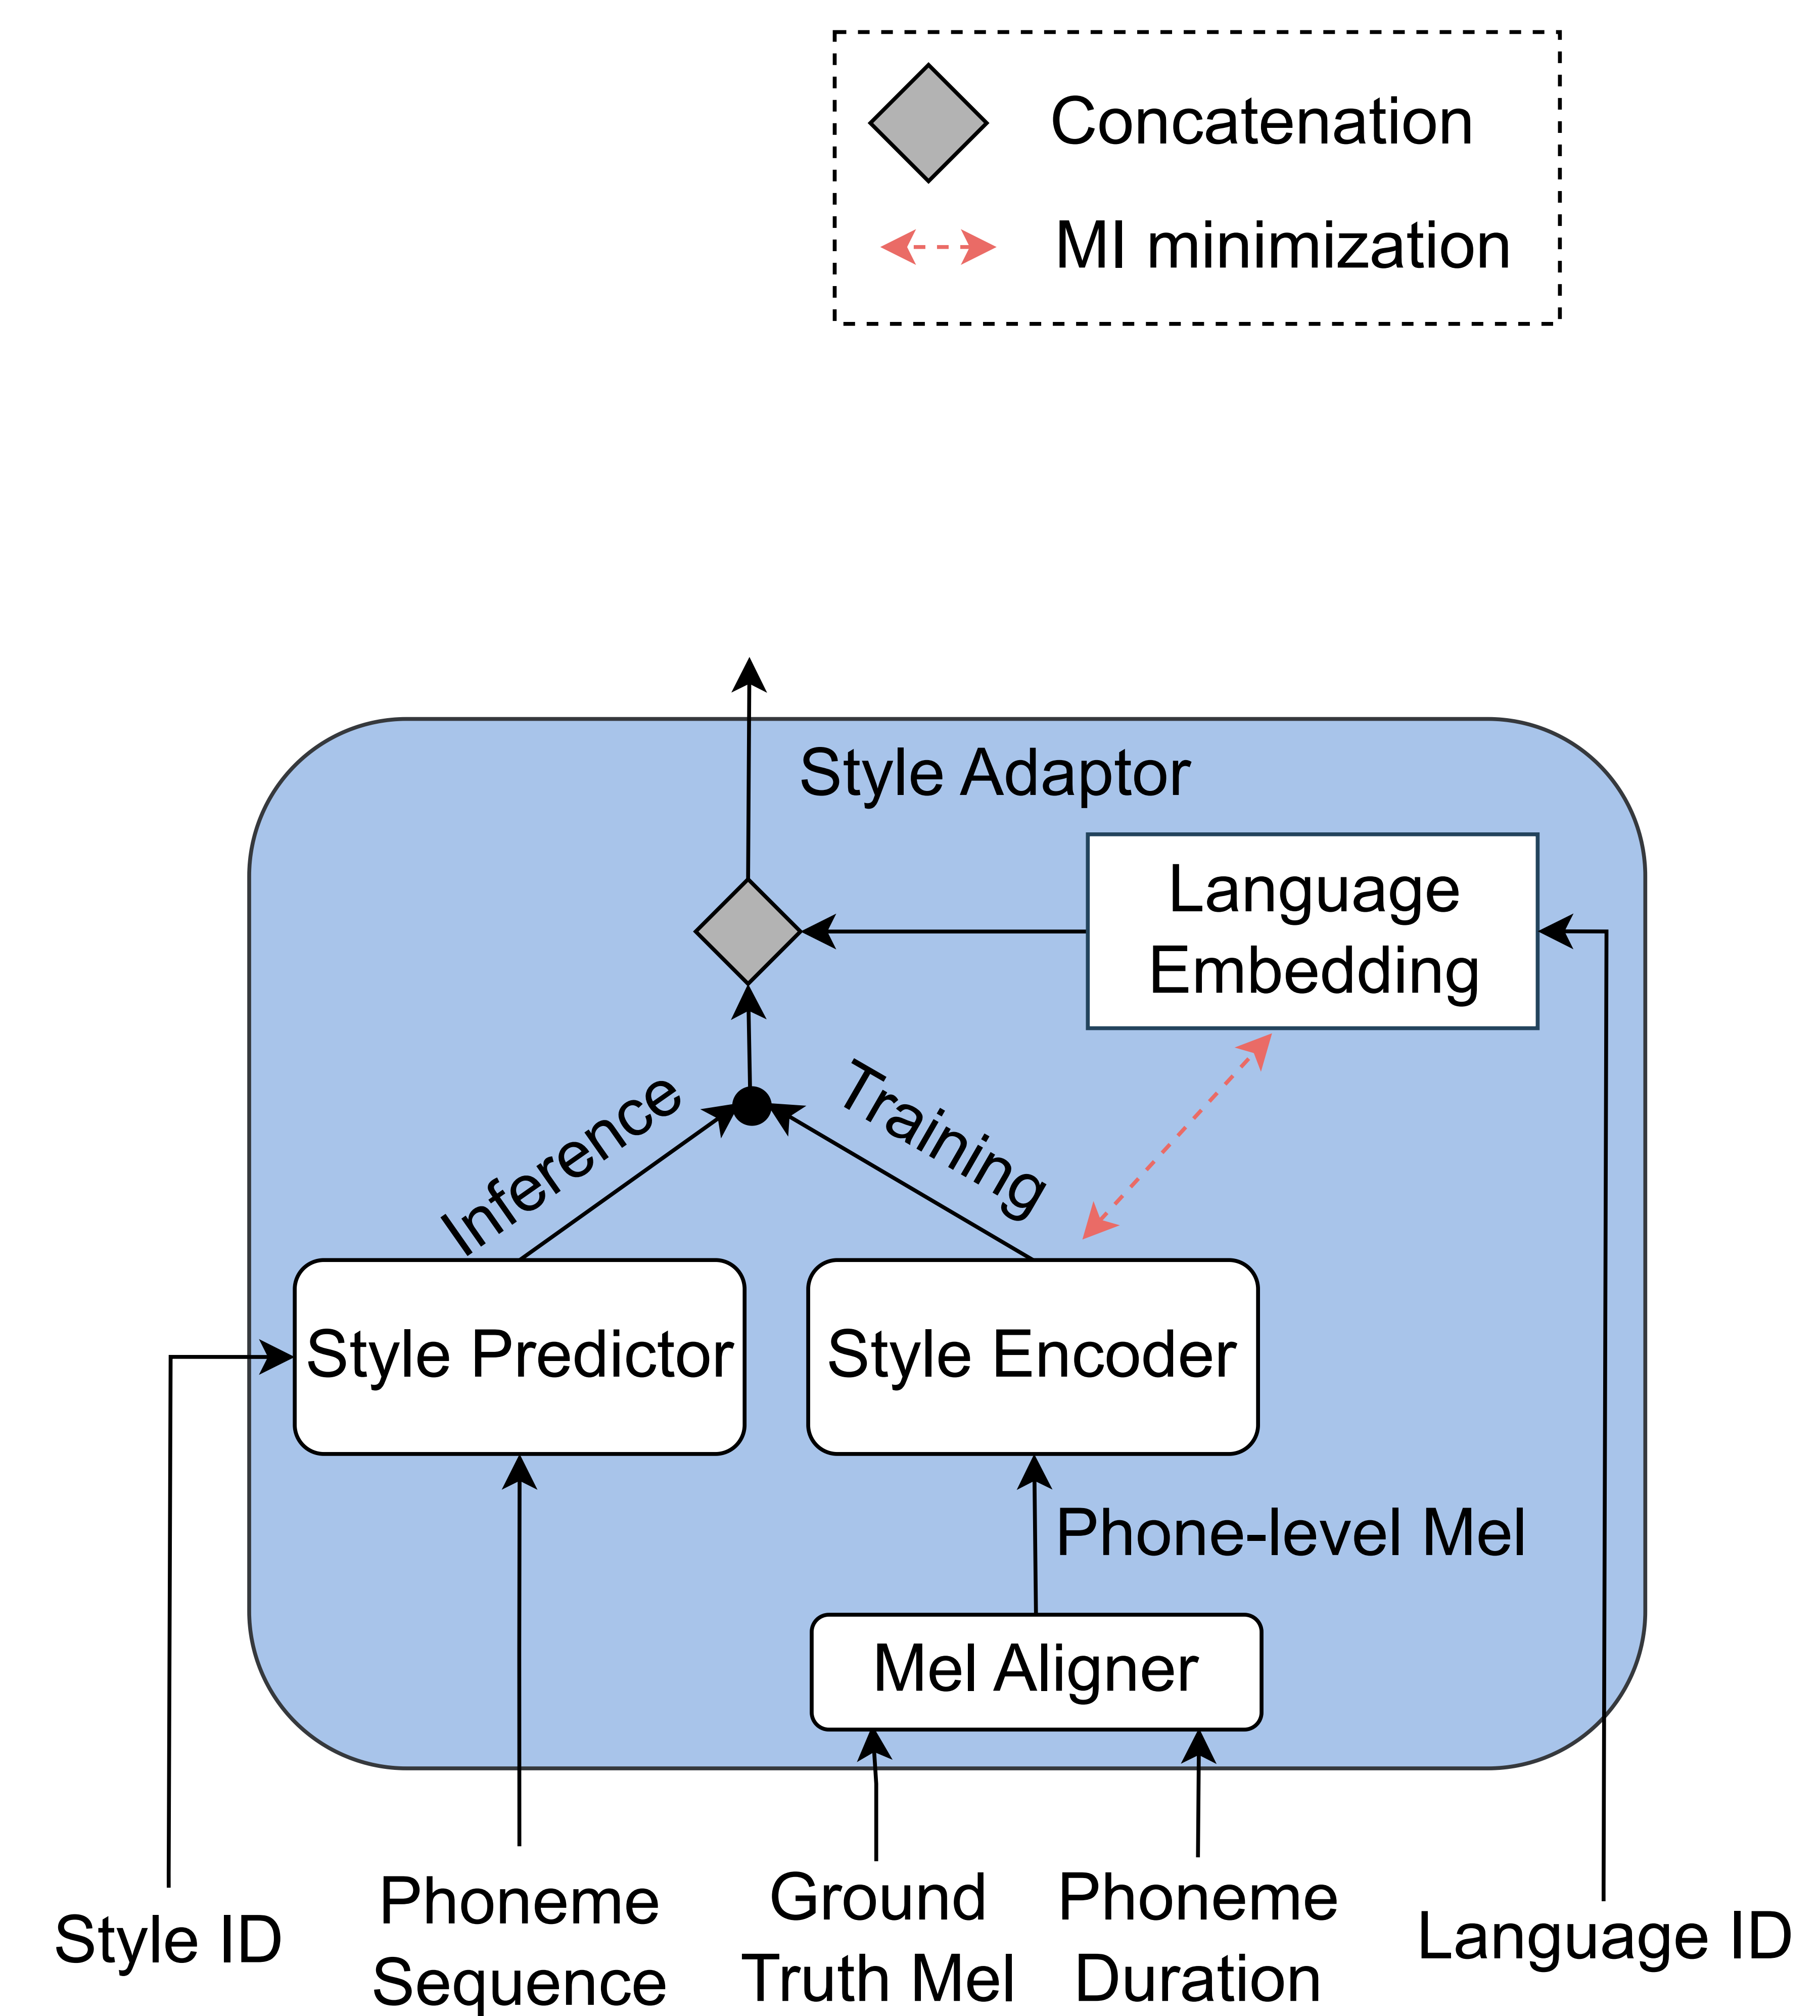 Concatenation
MI minimization
Style Adaptor
Language
Embedding
Inference
Training
Style Predictor
Style Encoder
Phone-level Mel
Mel Aligner
Style ID
Phoneme
Sequence
Ground
Truth Mel
Phoneme
Duration
Language ID